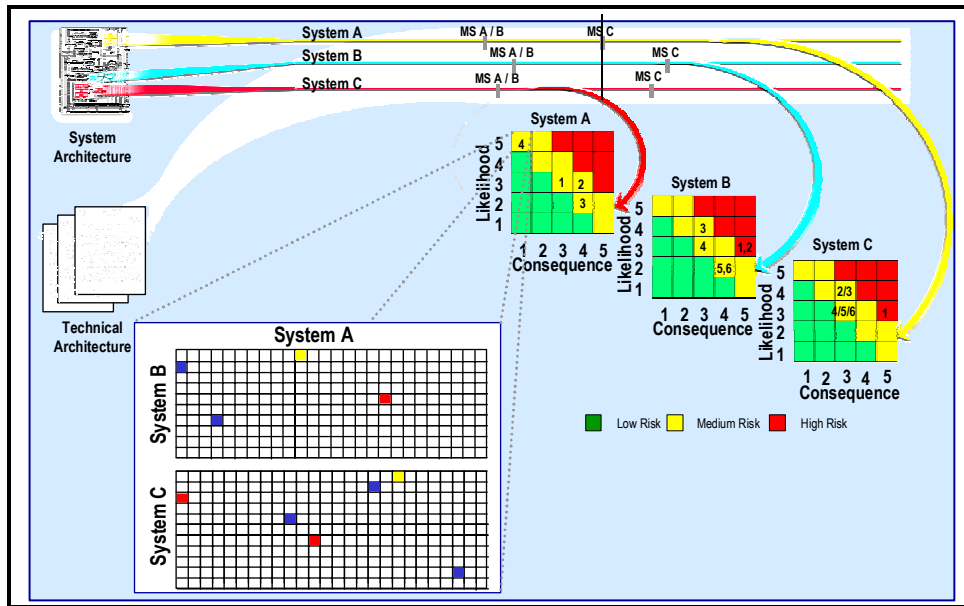 System A
MS A / B
MS C
System B
MS A / B
MS C
System C
MS A / B
MS C
System
Architecture
Technical
Architecture
System A
Likelihood
5
4
3
2
1
4
1
2
3
1 2 3 4 5
Consequence
System B
Likelihood
5
4
3
2
1
3
4
1,2
5,6
1 2 3 4 5
Consequence
System C
Likelihood
5
4
3
2
1
2/3
4/5/6
1
1 2 3 4 5
Consequence
Low Risk
Medium Risk
High Risk
System A
System B
System C